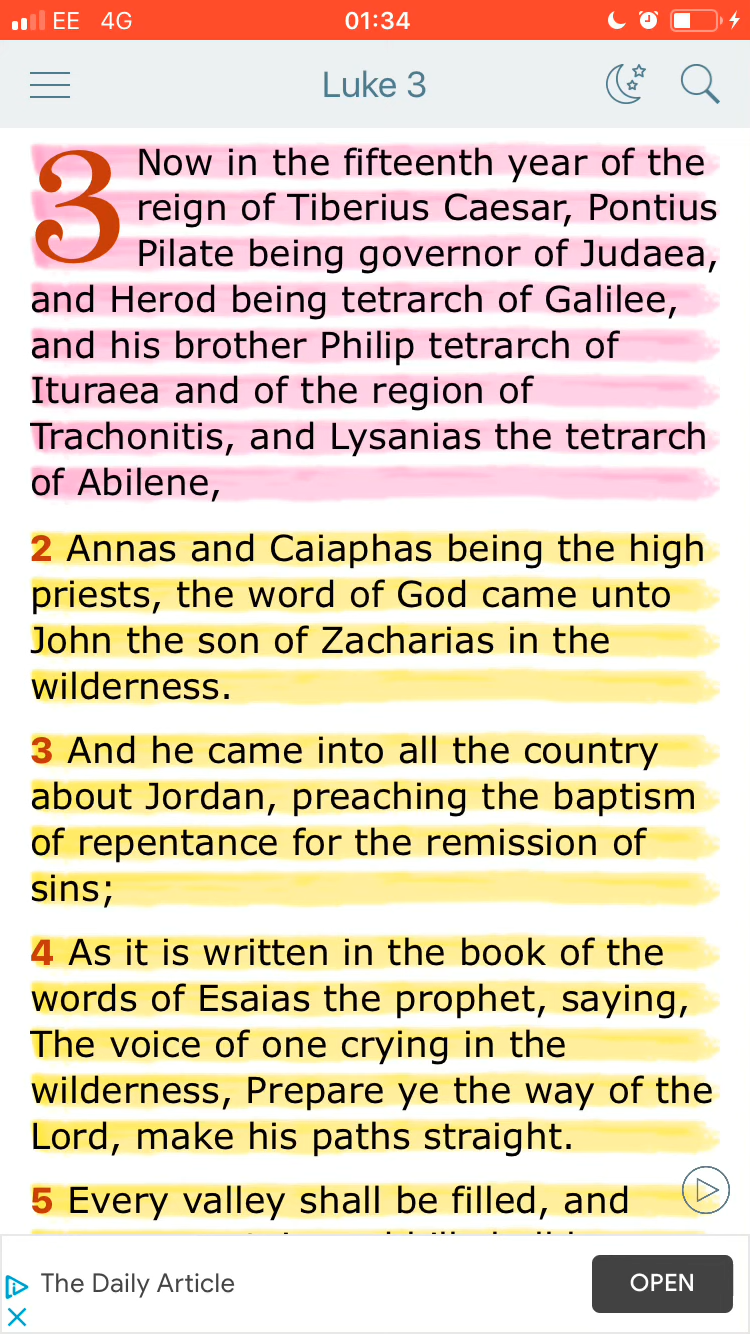 EE 4G 01:34
Luke 3
3 Now in the fifteenth year of the
reign of Tiberius Caesar, Pontius
Pilate being governor of Judaea,
and Herod being tetrarch of Galilee,
and his brother Philip tetrarch of
Ituraea and of the region of
Trachonitis, and Lysanias the tetrarch
of Abilene,
2 Annas and Caiaphas being the high
priests, the word of God came unto
John the son of Zacharias in the
wilderness.
3 And he came into all the country
about Jordan, preaching the baptism
of repentance for the remission of
sins;
4 As it is written in the book of the
words of Esaias the prophet, saying,
The voice of one crying in the
wilderness, Prepare ye the way of the
Lord, make his paths straight.
5 Every valley shall be filled, and
The Daily Article
OPEN